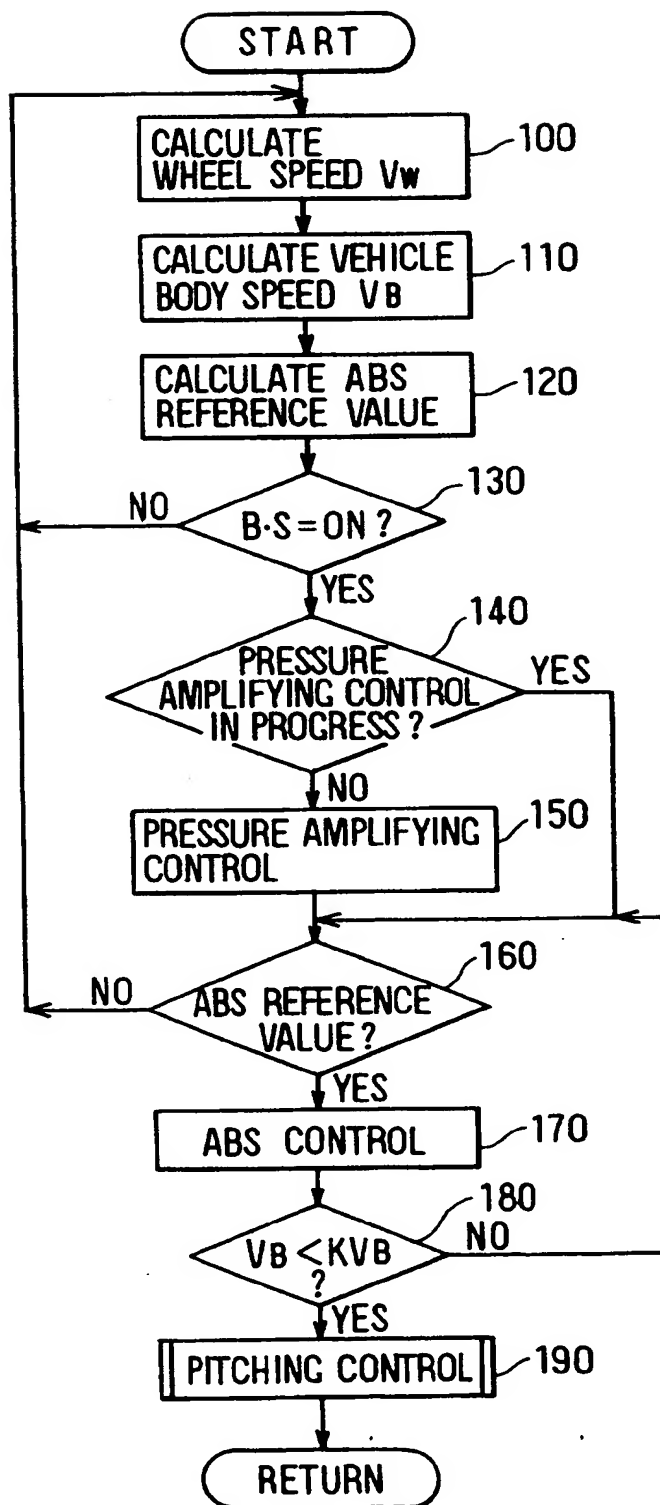 START
CALCULATE
WHEEL SPEED Vw
100
CALCULATE VEHICLE
BODY SPEED VB
110
CALCULATE ABS
REFERENCE VALUE
120
130
NO
B·S=ON?
YES
140
PRESSURE
AMPLIFYING CONTROL
IN PROGRESS?
YES
NO
PRESSURE AMPLIFYING
CONTROL
150
160
NO
ABS REFERENCE
VALUE?
YES
ABS CONTROL
170
180
VB<KVB
?
NO
YES
PITCHING CONTROL
190
RETURN